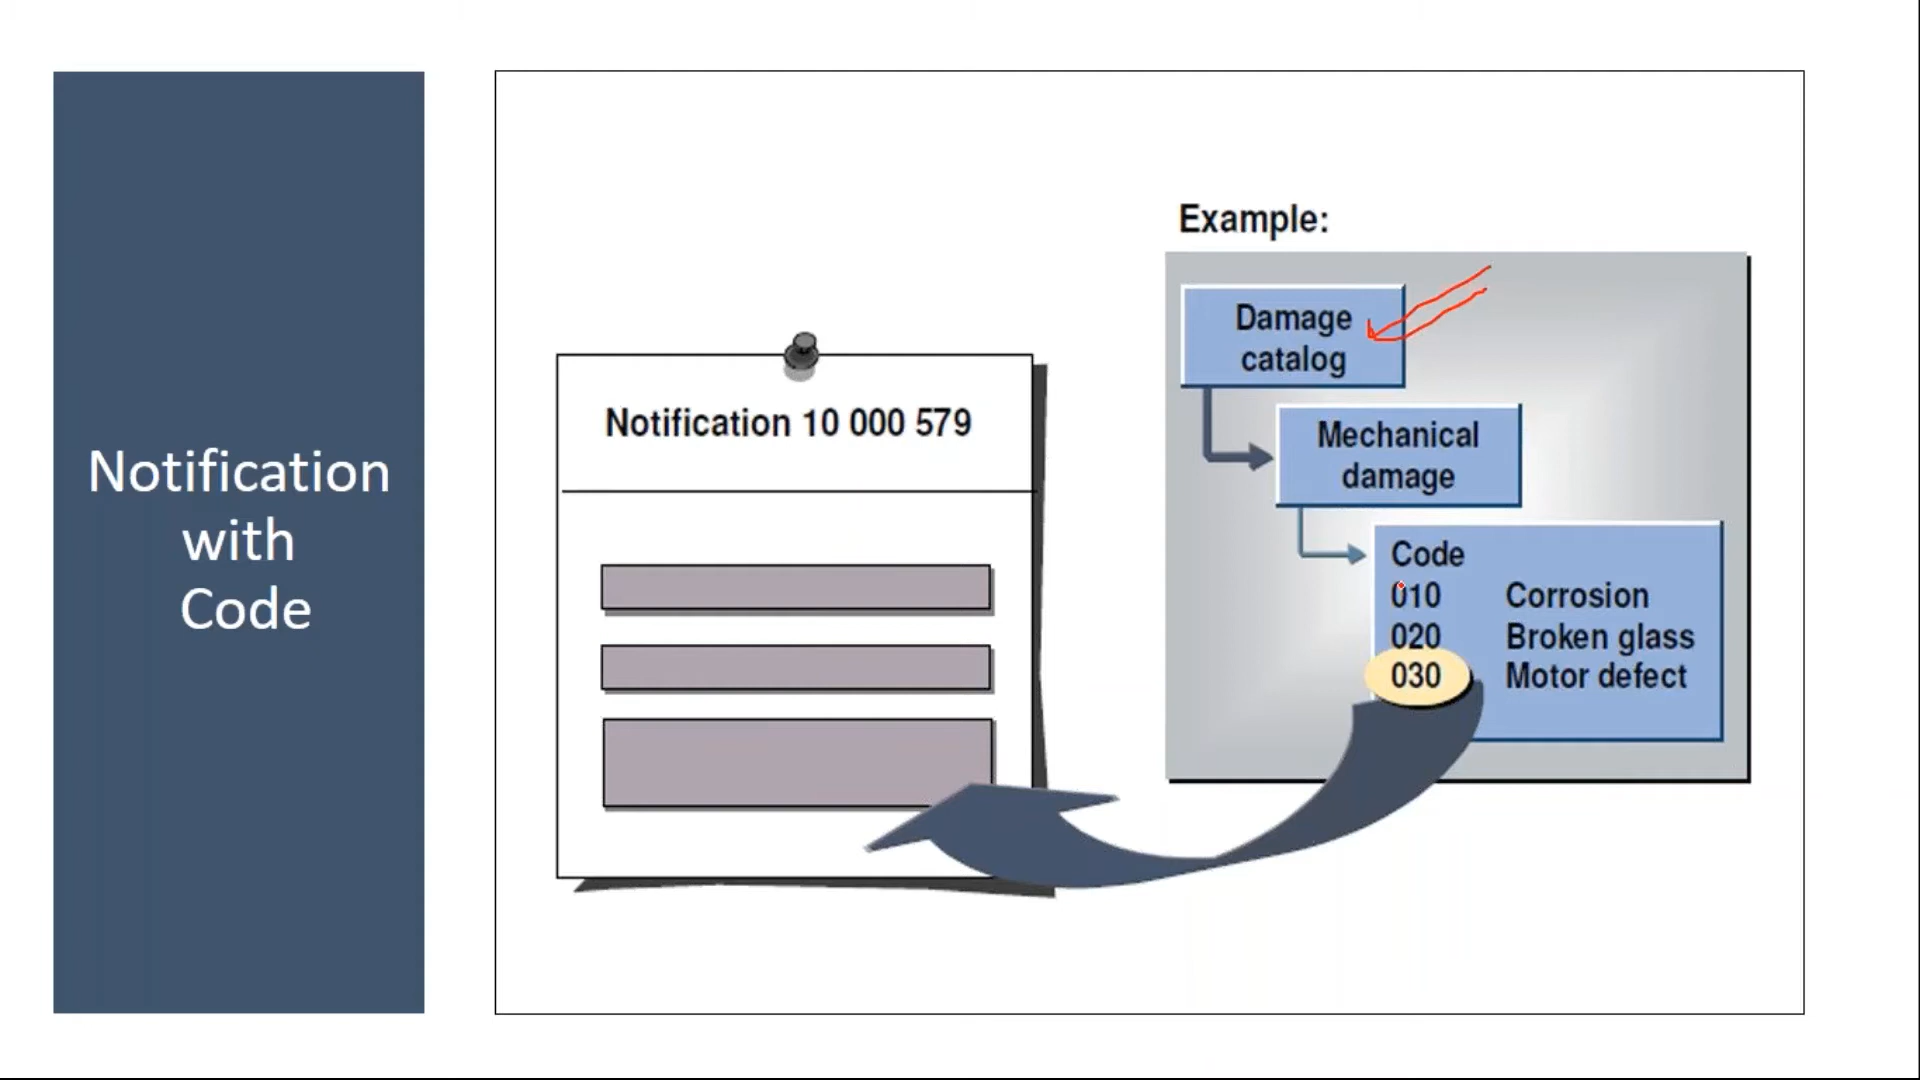 Notification
with
Code
Example:
Damage
catalog
Mechanical
damage
Code
010 Corrosion
020 Broken glass
030 Motor defect
Notification 10 000 579